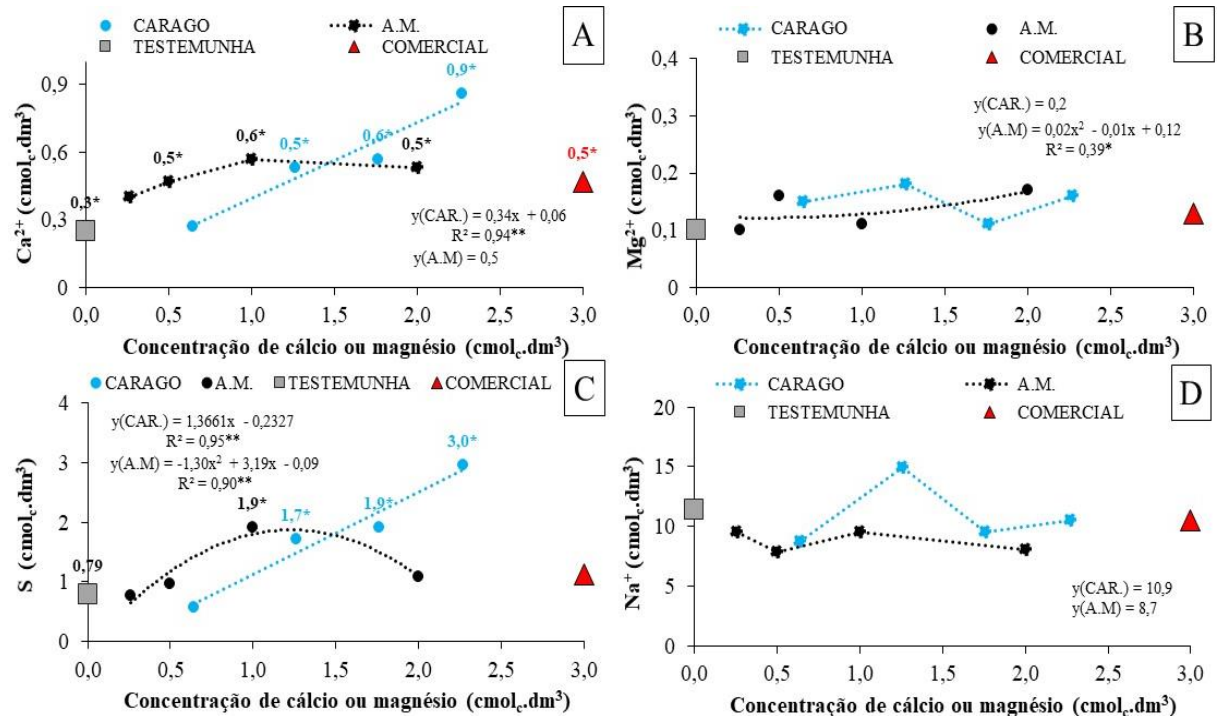 CARAGO A.M.
TESTEMUNHA COMERCIAL
A
Ca²⁺ (cmol꜀.dm³)
0,9
0,6
0,3
0
0,3*
0,5*
0,6*
0,5*
0,6*
0,9*
0,5*
0,5*
y(CAR.) = 0,34x + 0,06
R² = 0,94**
y(A.M) = 0,5
0,0 0,5 1,0 1,5 2,0 2,5 3,0
Concentração de cálcio ou magnésio (cmol꜀.dm³)
CARAGO A.M.
TESTEMUNHA COMERCIAL
B
Mg²⁺ (cmol꜀.dm³)
0,4
0,3
0,2
0,1
0
y(CAR.) = 0,2
y(A.M) = 0,02x² - 0,01x + 0,12
R² = 0,39*
0,0 0,5 1,0 1,5 2,0 2,5 3,0
Concentração de cálcio ou magnésio (cmol꜀.dm³)
CARAGO A.M. TESTEMUNHA COMERCIAL
C
S (cmol꜀.dm³)
4
3
2
1
0
y(CAR.) = 1,3661x - 0,2327
R² = 0,95**
y(A.M) = -1,30x² + 3,19x - 0,09
R² = 0,90**
0,79
1,9*
1,7*
1,9*
3,0*
0,0 0,5 1,0 1,5 2,0 2,5 3,0
Concentração de cálcio ou magnésio (cmol꜀.dm³)
CARAGO A.M.
TESTEMUNHA COMERCIAL
D
Na⁺ (cmol꜀.dm³)
20
15
10
5
0
y(CAR.) = 10,9
y(A.M) = 8,7
0,0 0,5 1,0 1,5 2,0 2,5 3,0
Concentração de cálcio ou magnésio (cmol꜀.dm³)